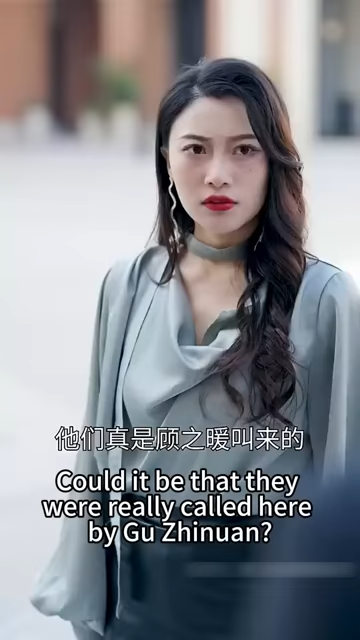 他们真是顾之暖叫来的
Could it be that they
were really called here
by Gu Zhinuan?